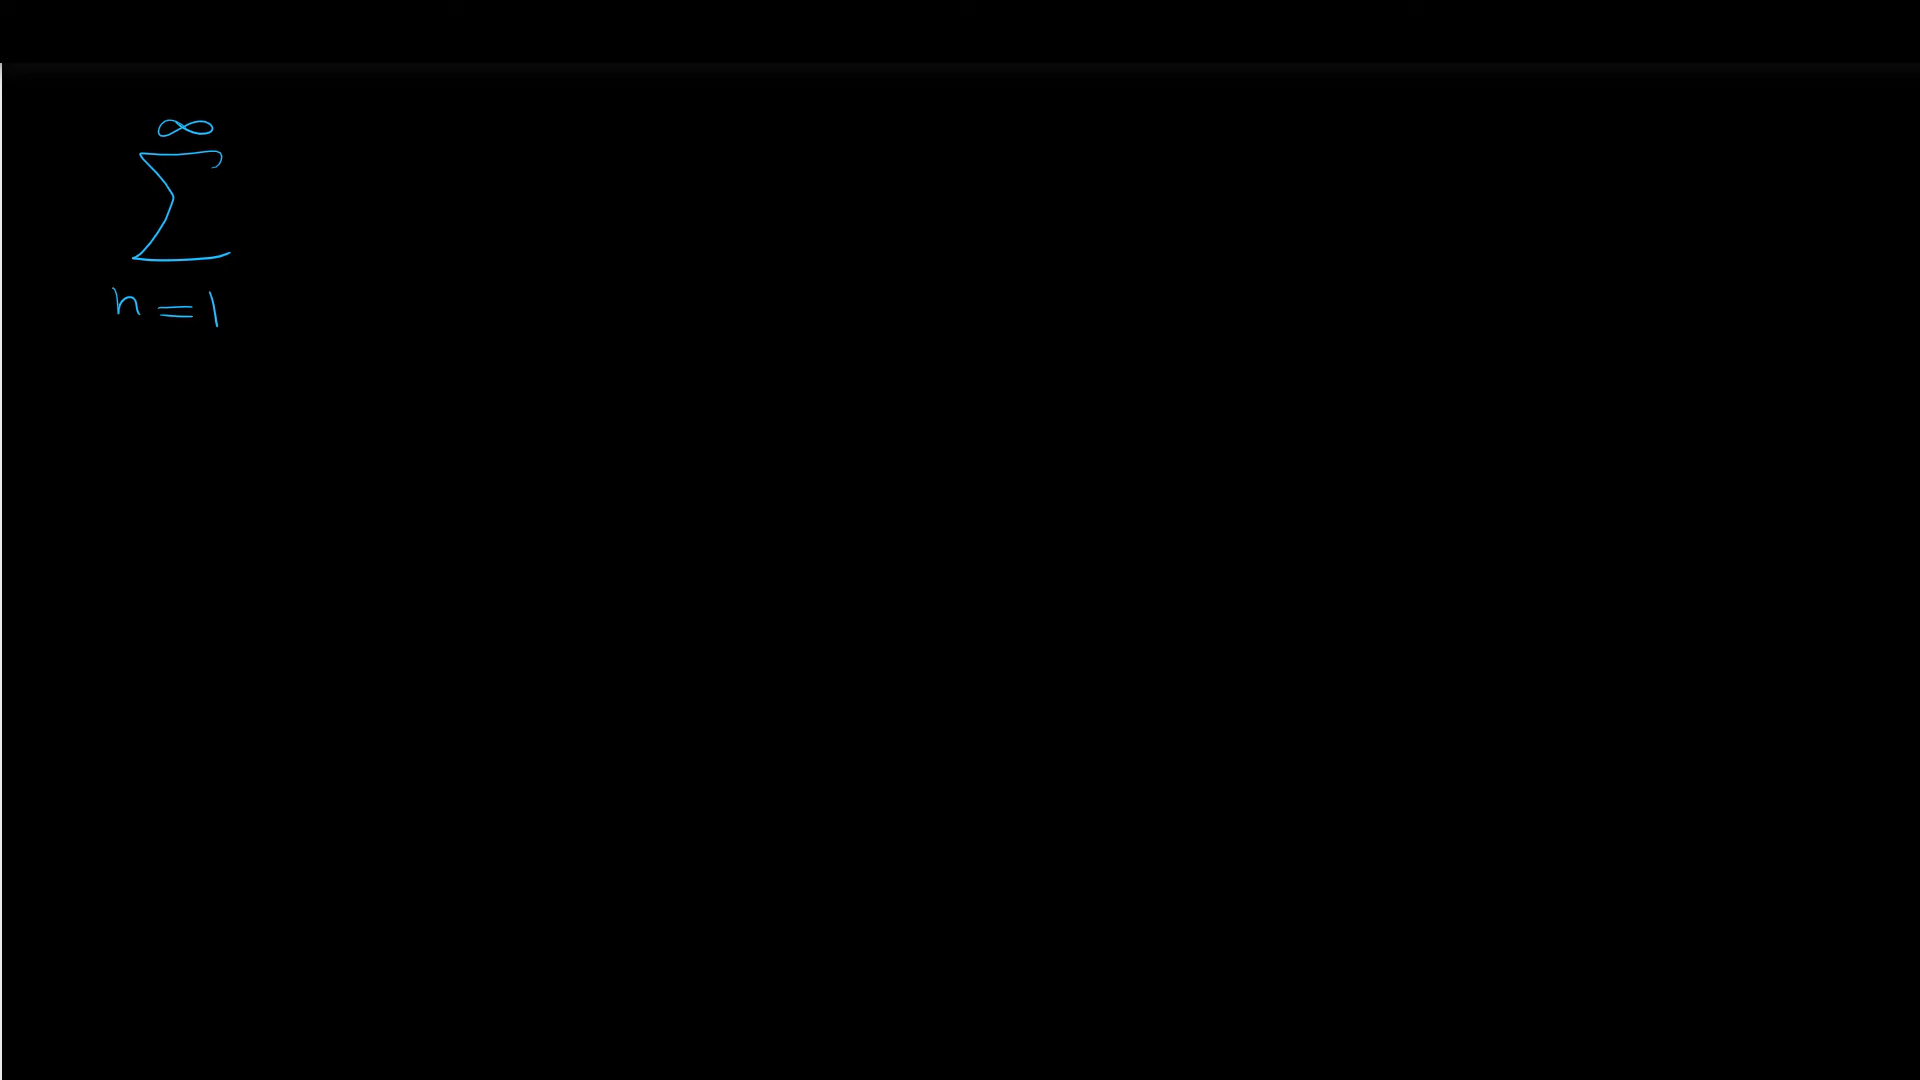 ∞
∑
n = 1